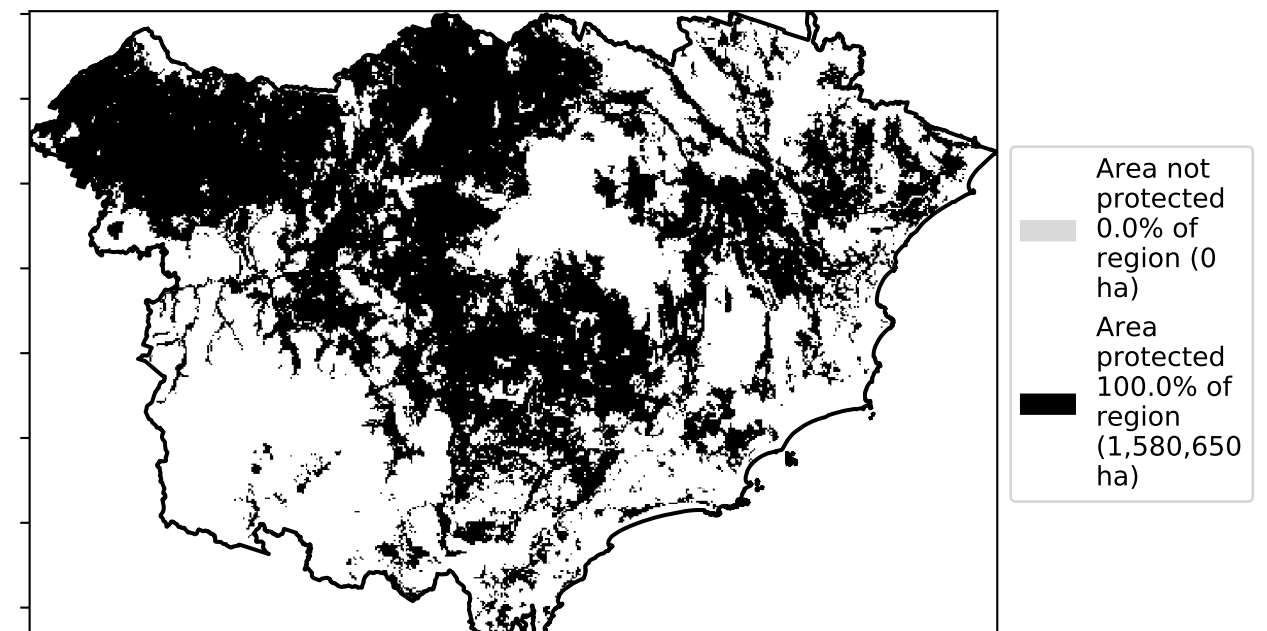 Area not
protected
0.0% of
region (0
ha)
Area
protected
100.0% of
region
(1,580,650
ha)